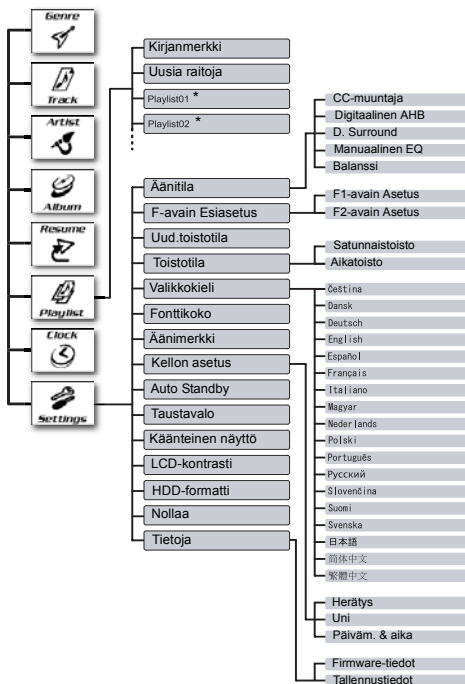 Genre
Track
Artist
Album
Resume
Playlist
Clock
Settings
Kirjanmerkki
Uusia raitoja
Playlist01 *
Playlist02 *
Äänitila
F-avain Esiasetus
Uud.toistotila
Toistotila
Valikkokieli
Fonttikoko
Äänimerkki
Kellon asetus
Auto Standby
Taustavalo
Käänteinen näyttö
LCD-kontrasti
HDD-formatti
Nollaa
Tietoja
CC-muuntaja
Digitaalinen AHB
D. Surround
Manuaalinen EQ
Balanssi
F1-avain Asetus
F2-avain Asetus
Satunnaistoisto
Aikatoisto
Čeština
Dansk
Deutsch
English
Español
Français
Italiano
Magyar
Nederlands
Polski
Português
Русский
Slovenčina
Suomi
Svenska
日本語
简体中文
繁體中文
Herätys
Uni
Päiväm. & aika
Firmware-tiedot
Tallennustiedot